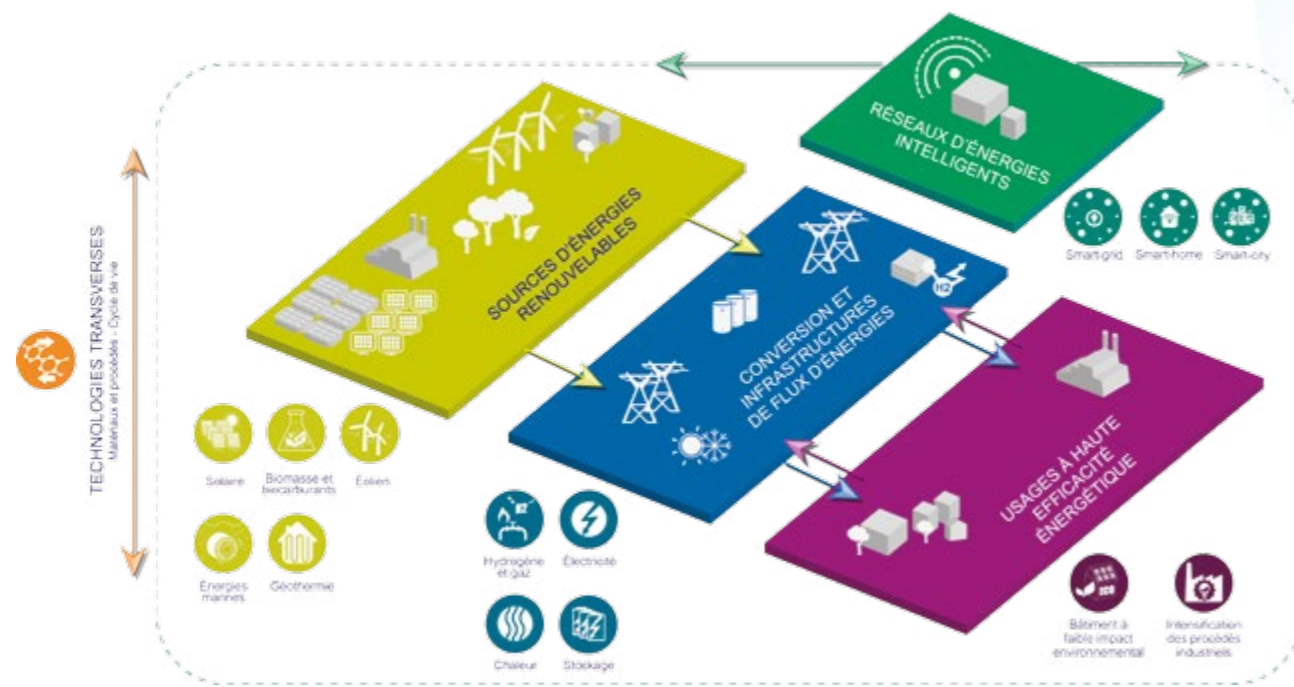 RÉSEAUX D'ÉNERGIES
INTELLIGENTS
Smart-grid
Smart-home
Smart-city
SOURCES D'ÉNERGIES
RENOUVELABLES
TECHNOLOGIES TRANSVERSES
Matériaux et procédés - Cycle de vie
H2
CONVERSION ET
INFRASTRUCTURES
DE FLUX D'ÉNERGIES
USAGES À HAUTE
EFFICACITÉ
ÉNERGÉTIQUE
Solaire
Biomasse et
biocarburants
Éolien
Énergies
marines
Géothermie
H2
Hydrogène
et gaz
Électricité
Chaleur
Stockage
ECO
Bâtiment à
faible impact
environnemental
Intensification
des procédés
industriels